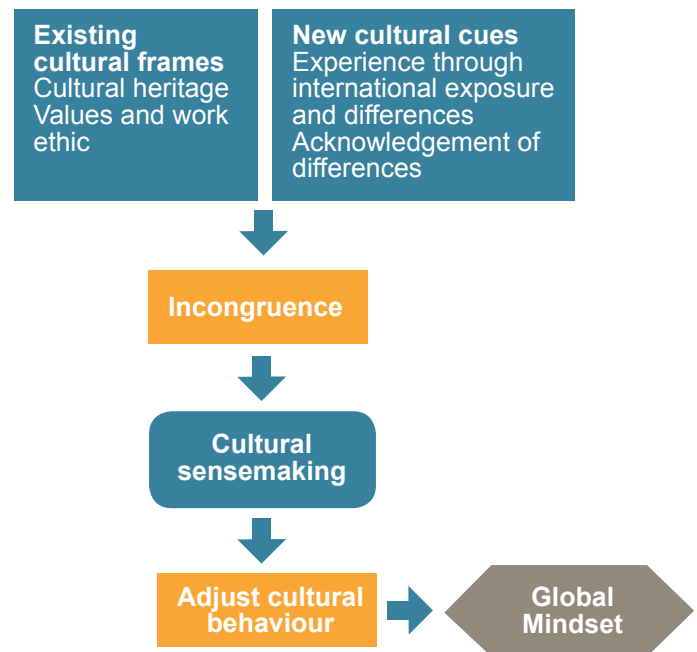 Existing
cultural frames
Cultural heritage
Values and work
ethic
New cultural cues
Experience through
international exposure
and differences
Acknowledgement of
differences
Incongruence
Cultural
sensemaking
Adjust cultural
behaviour
Global
Mindset